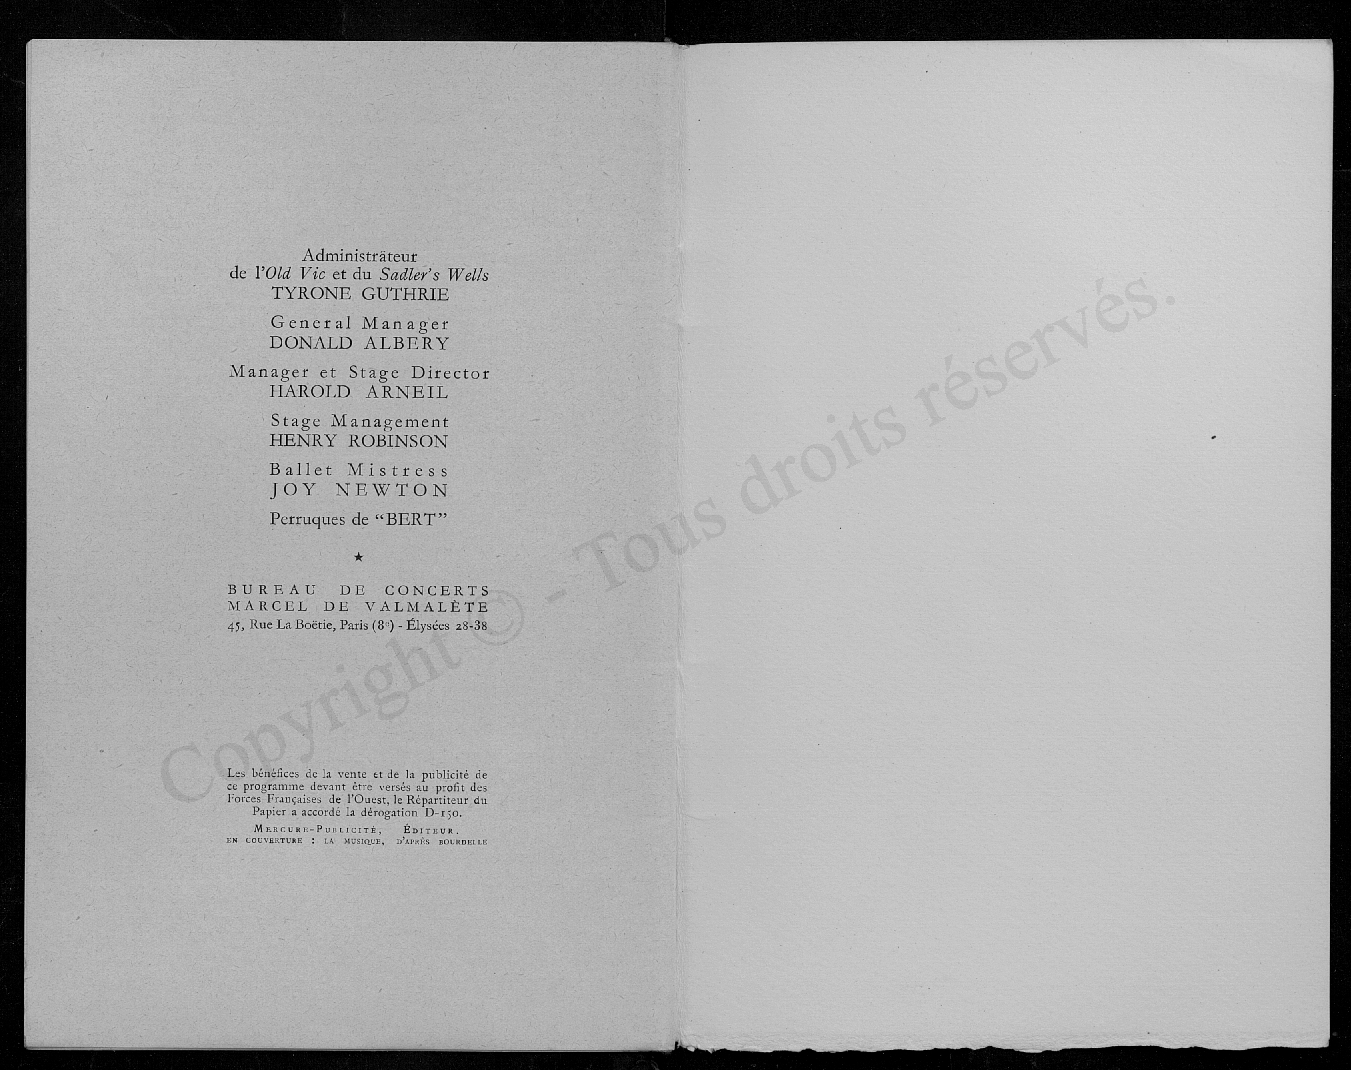 Administrateur
de l'Old Vic et du Sadler's Wells
TYRONE GUTHRIE
General Manager
DONALD ALBERY
Manager et Stage Director
HAROLD ARNEIL
Stage Management
HENRY ROBINSON
Ballet Mistress
JOY NEWTON
Perruques de “BERT”
★
BUREAU DE CONCERTS
MARCEL DE VALMALÈTE
45, Rue La Boëtie, Paris (8e) - Élysées 28-38
Les bénéfices de la vente et de la publicité de
ce programme devant être versés au profit des
Forces Françaises de l'Ouest, le Répartiteur du
Papier a accordé la dérogation D-150.
MERCURE-PUBLICITÉ, ÉDITEUR.
EN COUVERTURE : LA MUSIQUE, D'APRÈS BOURDELLE
Copyright © - Tous droits réservés.